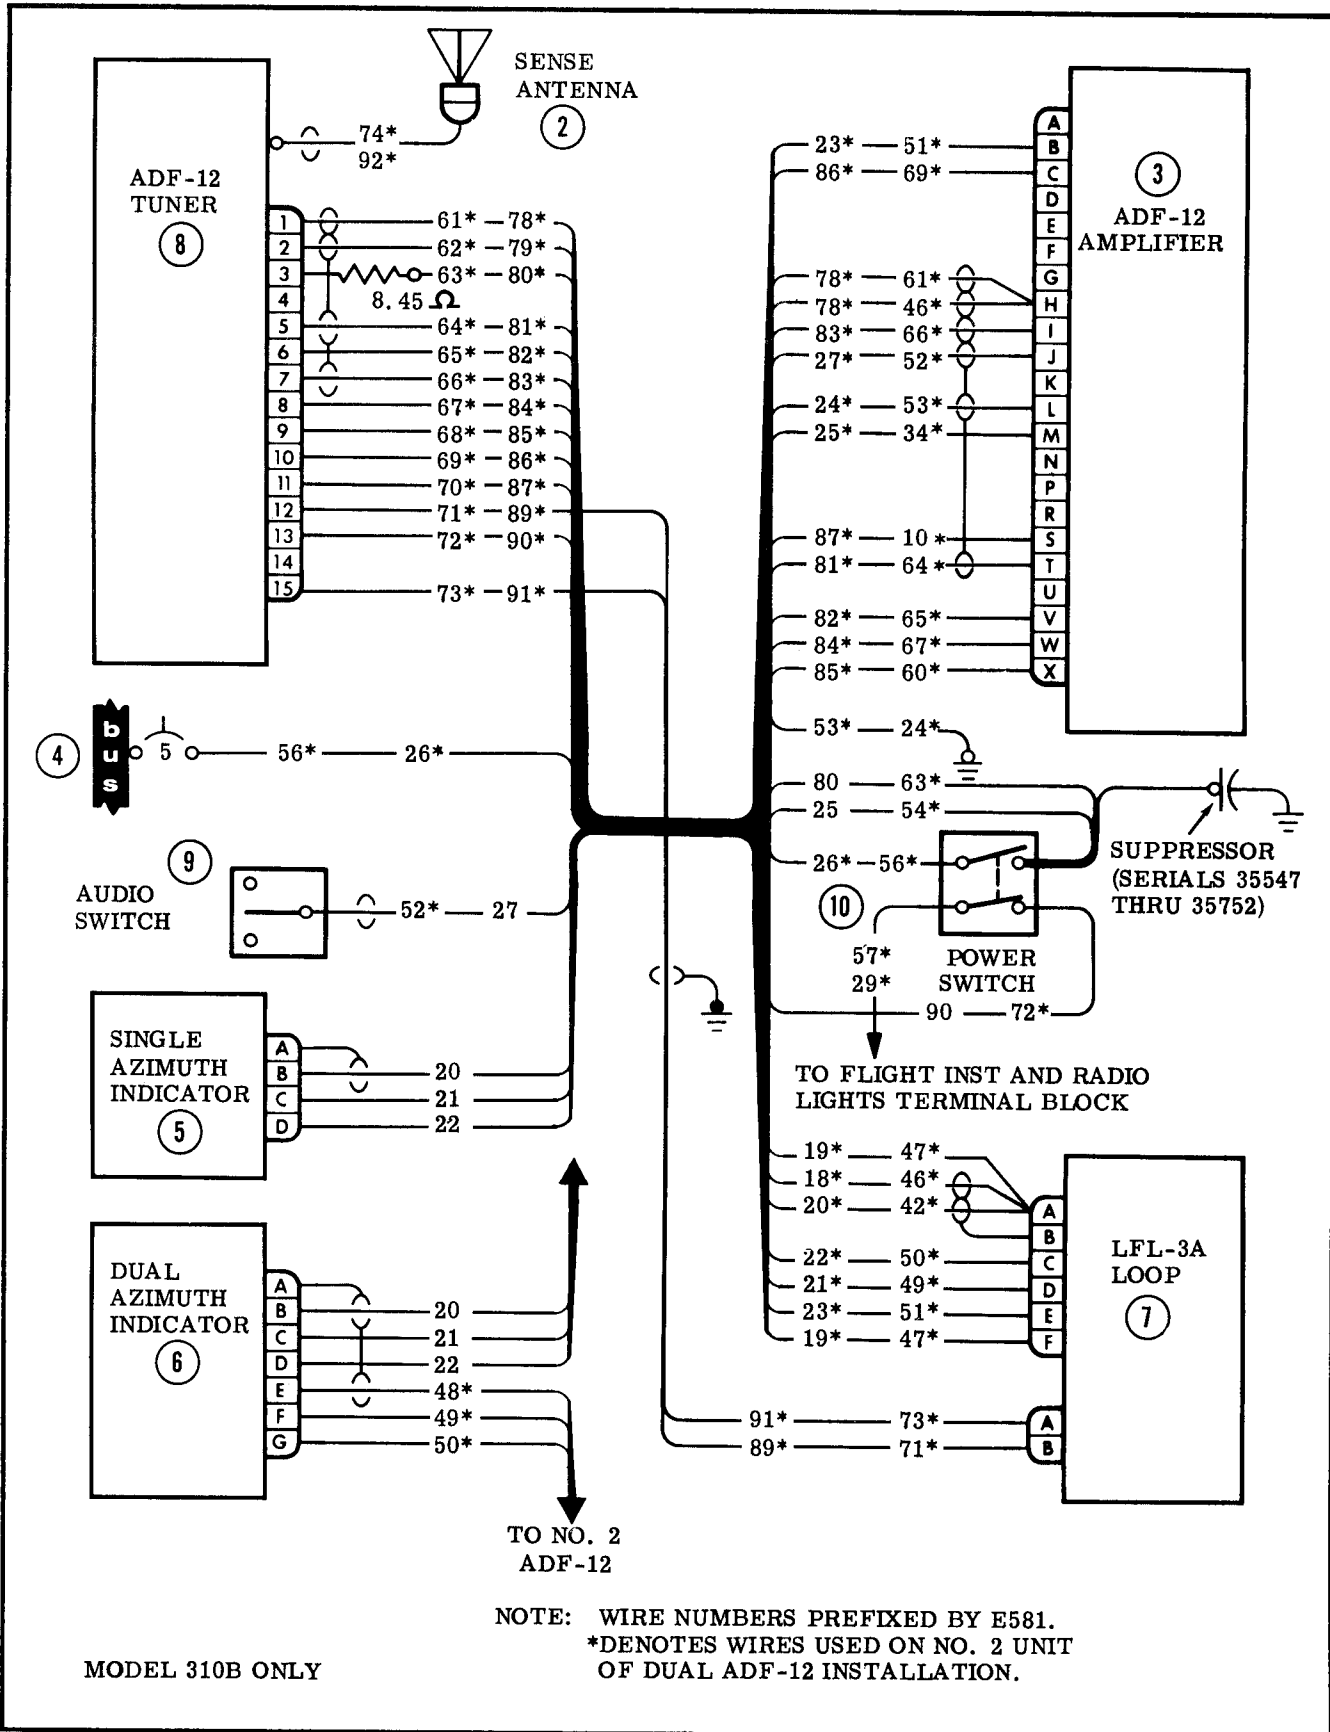 SENSE
ANTENNA
2
74*
92*
ADF-12
TUNER
8
1 61* 78*
2 62* 79*
3 63* 80*
4 8.45 Ω
5 64* 81*
6 65* 82*
7 66* 83*
8 67* 84*
9 68* 85*
10 69* 86*
11 70* 87*
12 71* 89*
13 72* 90*
14
15 73* 91*
3
ADF-12
AMPLIFIER
A
23* 51* B
86* 69* C
D
E
F
78* 61* G
78* 46* H
83* 66* I
27* 52* J
K
24* 53* L
25* 34* M
N
P
R
87* 10* S
81* 64* T
U
82* 65* V
84* 67* W
85* 60* X
53* 24*
4
bus
5
56* 26*
80 63*
25 54*
26* 56*
SUPPRESSOR
(SERIALS 35547
THRU 35752)
10
57*
29*
POWER
SWITCH
90 72*
TO FLIGHT INST AND RADIO
LIGHTS TERMINAL BLOCK
9
AUDIO
SWITCH
52* 27
SINGLE
AZIMUTH
INDICATOR
5
A
B 20
C 21
D 22
DUAL
AZIMUTH
INDICATOR
6
A
B 20
C 21
D 22
E 48*
F 49*
G 50*
TO NO. 2
ADF-12
19* 47*
18* 46*
20* 42* A
B
22* 50* C
21* 49* D
23* 51* E
19* 47* F
LFL-3A
LOOP
7
91* 73* A
89* 71* B
NOTE: WIRE NUMBERS PREFIXED BY E581.
*DENOTES WIRES USED ON NO. 2 UNIT
OF DUAL ADF-12 INSTALLATION.
MODEL 310B ONLY